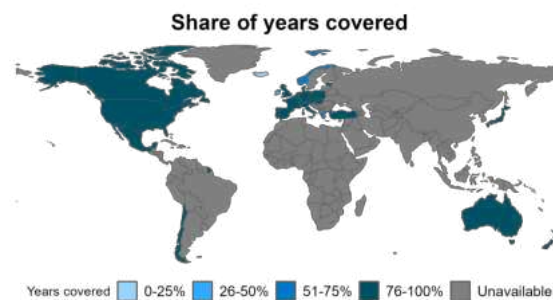 Share of years covered
Years covered 0-25% 26-50% 51-75% 76-100% Unavailable